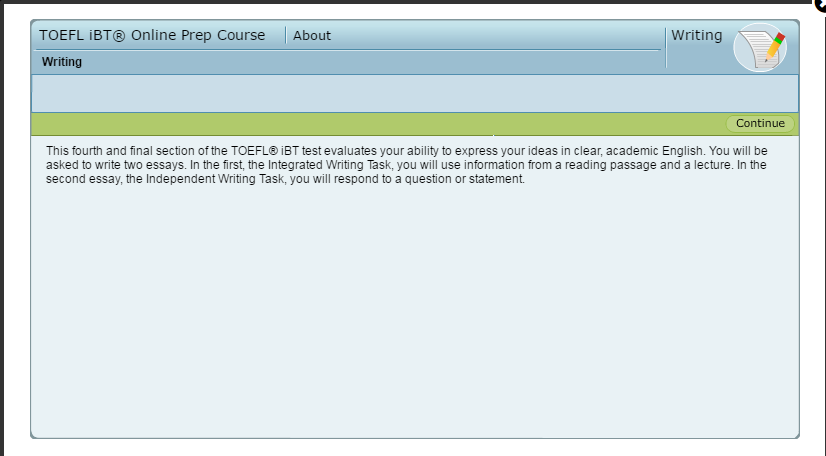 TOEFL iBT® Online Prep Course
About
Writing
Writing
Continue
This fourth and final section of the TOEFL® iBT test evaluates your ability to express your ideas in clear, academic English. You will be
asked to write two essays. In the first, the Integrated Writing Task, you will use information from a reading passage and a lecture. In the
second essay, the Independent Writing Task, you will respond to a question or statement.